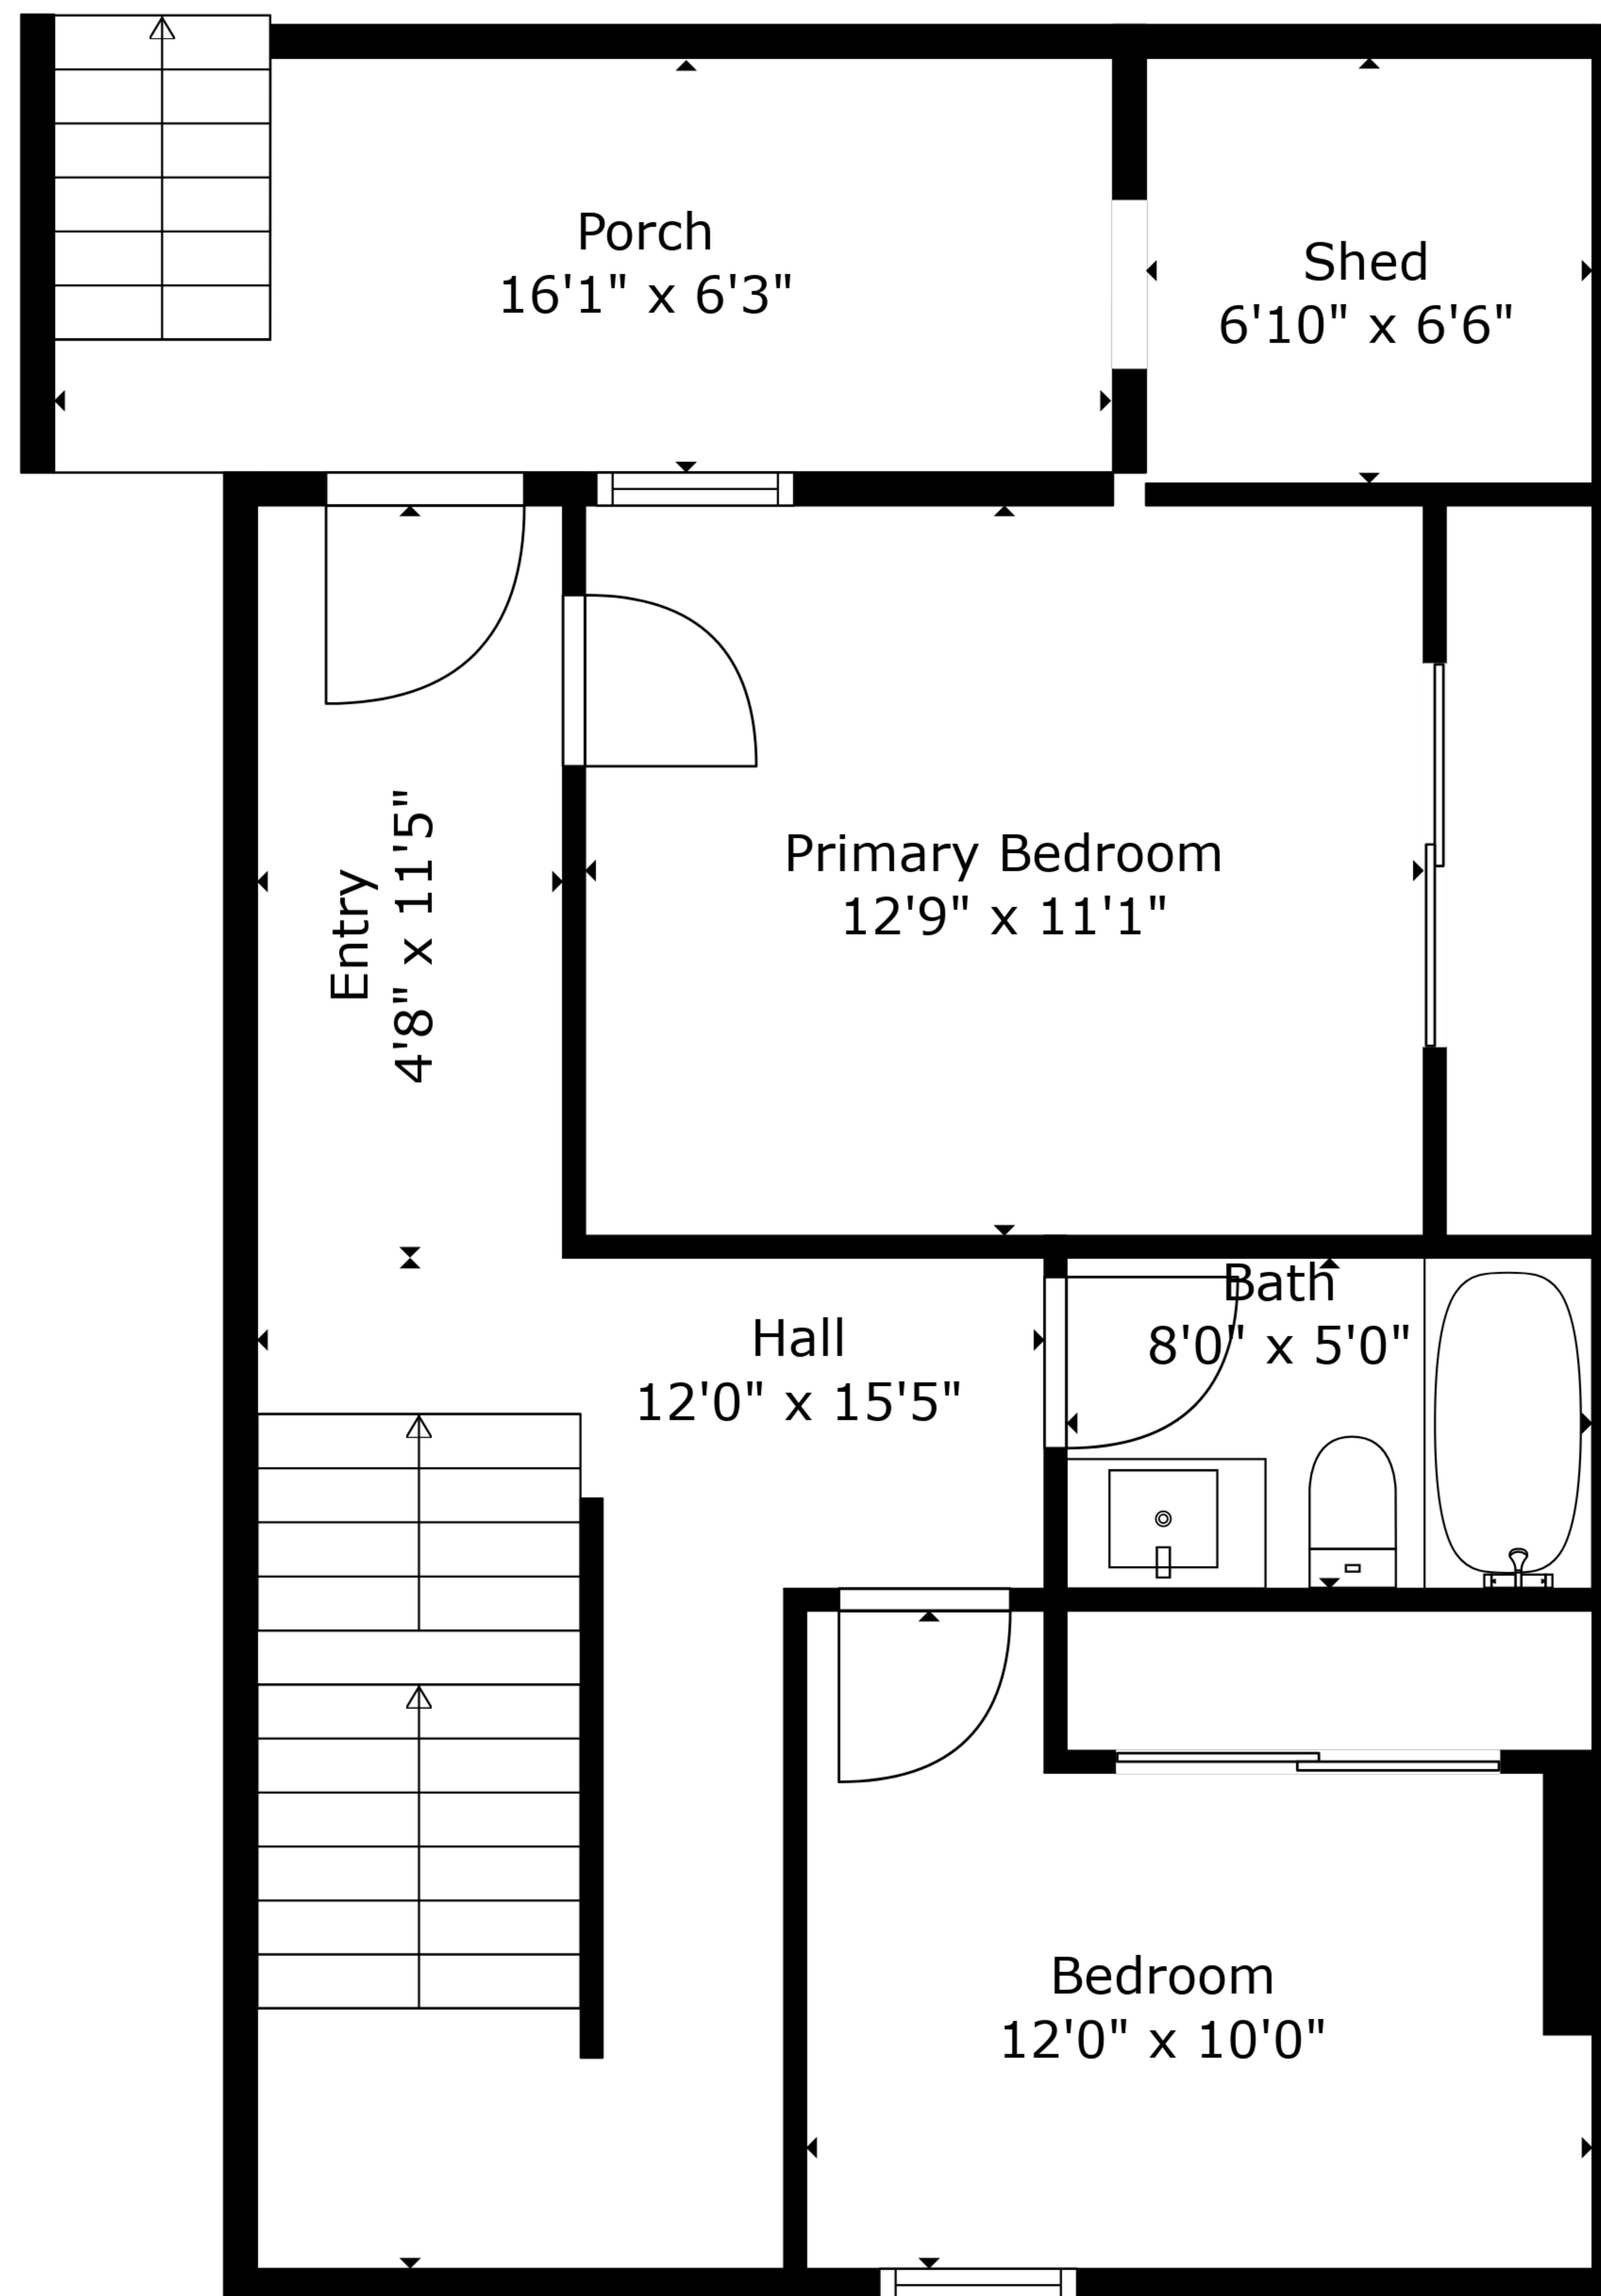 Porch
16'1" x 6'3"
Shed
6'10" x 6'6"
Entry
4'8" x 11'5"
Primary Bedroom
12'9" x 11'1"
Bath
8'0" x 5'0"
Hall
12'0" x 15'5"
Bedroom
12'0" x 10'0"